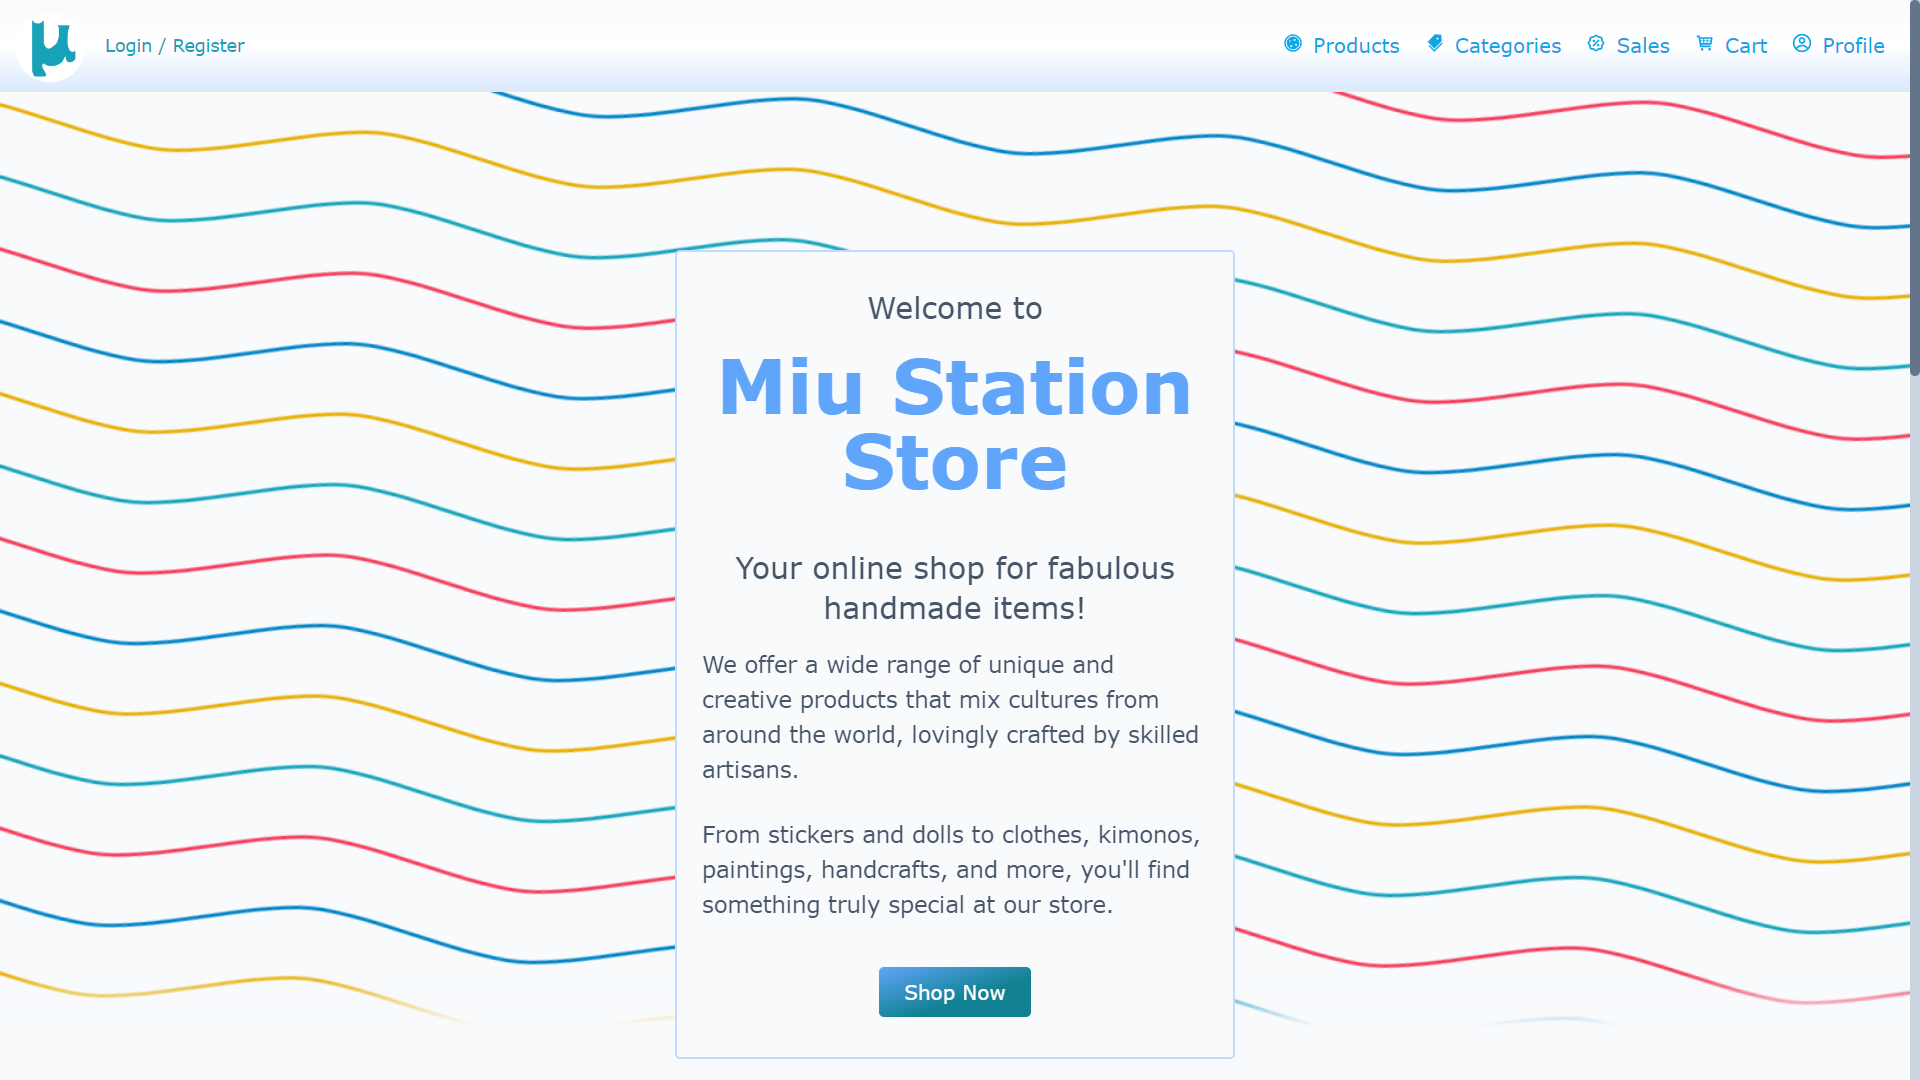 µ
Login / Register
Products
Categories
Sales
Cart
Profile
Welcome to
Miu Station
Store
Your online shop for fabulous
handmade items!
We offer a wide range of unique and
creative products that mix cultures from
around the world, lovingly crafted by skilled
artisans.
From stickers and dolls to clothes, kimonos,
paintings, handcrafts, and more, you'll find
something truly special at our store.
Shop Now